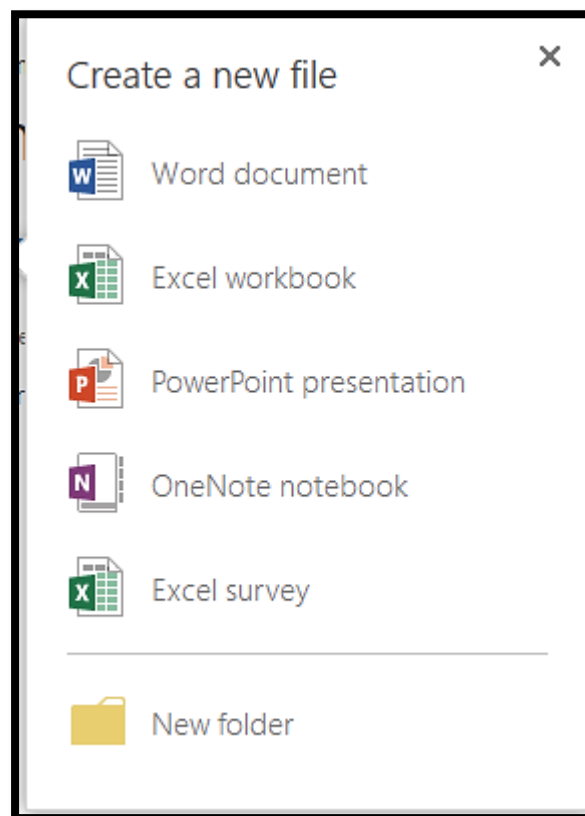 Create a new file
Word document
Excel workbook
PowerPoint presentation
OneNote notebook
Excel survey
New folder